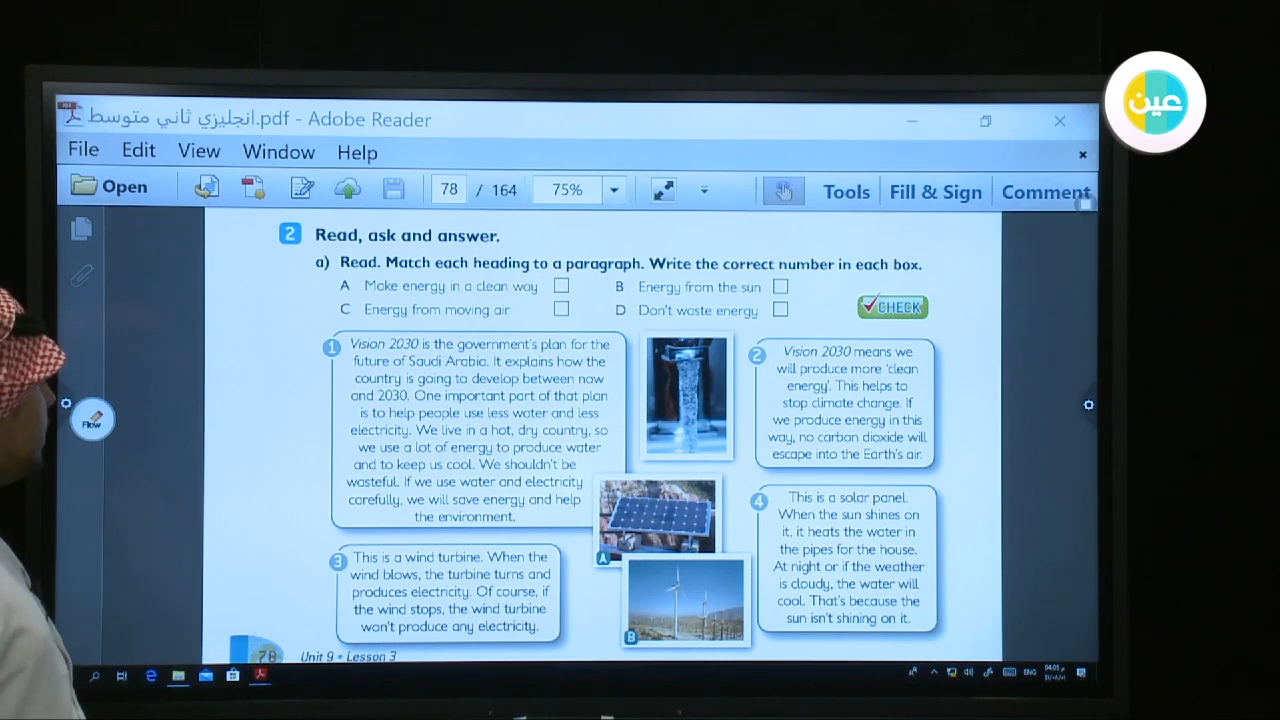 عين
انجليزي ثاني متوسط.pdf - Adobe Reader
File Edit View Window Help
Open 78 / 164 75% Tools Fill & Sign Comment
2 Read, ask and answer.
a) Read. Match each heading to a paragraph. Write the correct number in each box.
A Make energy in a clean way B Energy from the sun
C Energy from moving air D Don't waste energy
CHECK
1
Vision 2030 is the government's plan for the
future of Saudi Arabia. It explains how the
country is going to develop between now
and 2030. One important part of that plan
is to help people use less water and less
electricity. We live in a hot, dry country, so
we use a lot of energy to produce water
and to keep us cool. We shouldn't be
wasteful. If we use water and electricity
carefully, we will save energy and help
the environment.
2
Vision 2030 means we
will produce more 'clean
energy'. This helps to
stop climate change. If
we produce energy in this
way, no carbon dioxide will
escape into the Earth's air.
A
3
This is a wind turbine. When the
wind blows, the turbine turns and
produces electricity. Of course, if
the wind stops, the wind turbine
won't produce any electricity.
B
4
This is a solar panel.
When the sun shines on
it, it heats the water in
the pipes for the house.
At night or if the weather
is cloudy, the water will
cool. That's because the
sun isn't shining on it.
78 Unit 9 • Lesson 3
Flow
ENG